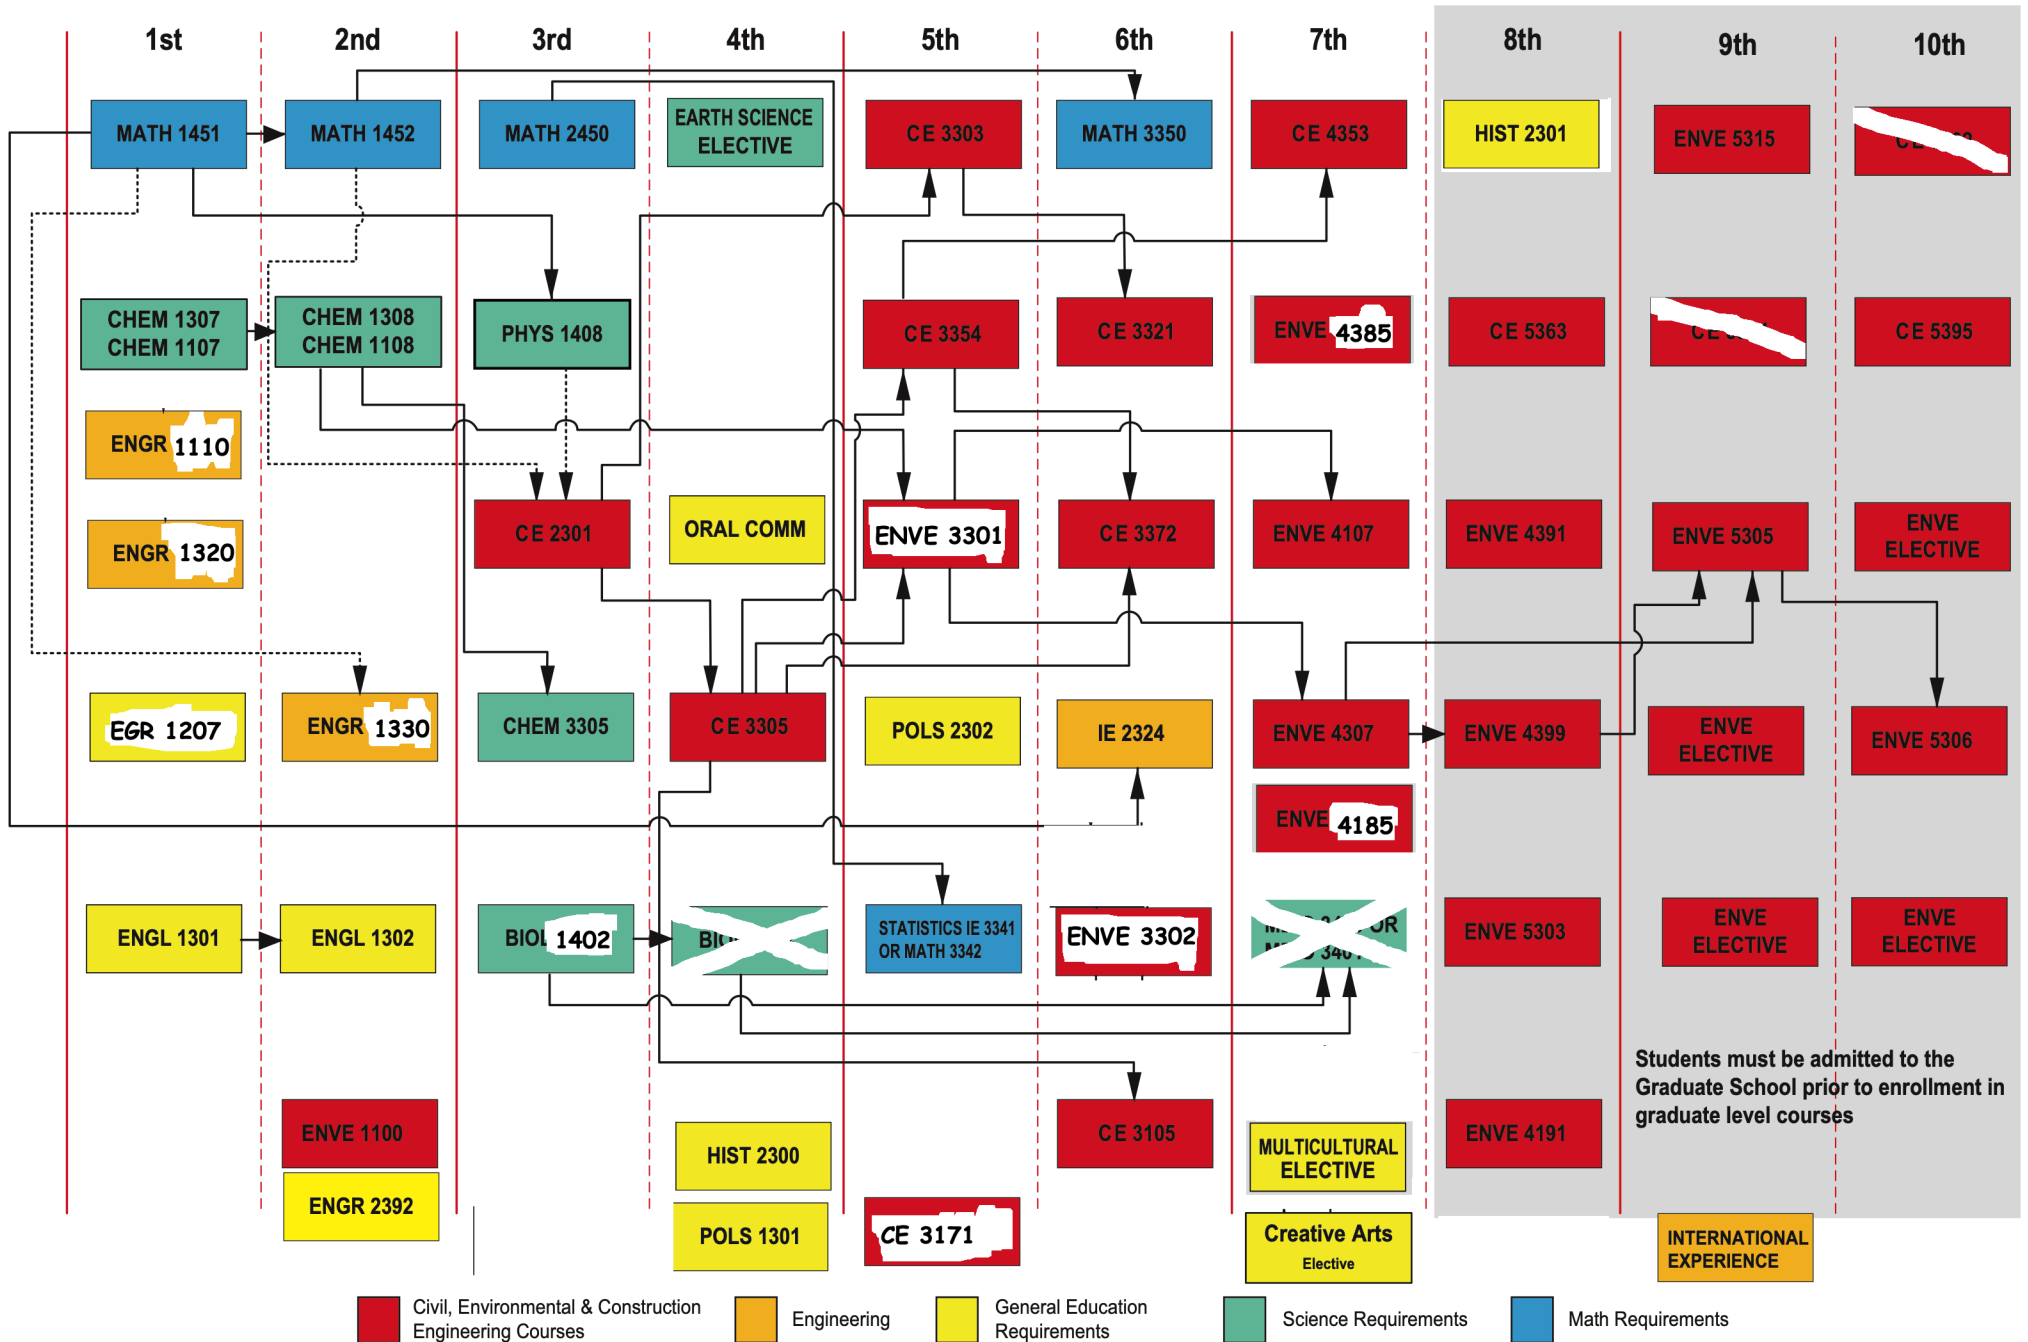 1st
2nd
3rd
4th
5th
6th
7th
8th
9th
10th
MATH 1451
MATH 1452
MATH 2450
EARTH SCIENCE
ELECTIVE
CE 3303
MATH 3350
CE 4353
HIST 2301
ENVE 5315
CHEM 1307
CHEM 1107
CHEM 1308
CHEM 1108
PHYS 1408
CE 3354
CE 3321
ENVE 4385
CE 5363
CE 5395
ENGR 1110
ENGR 1320
CE 2301
ORAL COMM
ENVE 3301
CE 3372
ENVE 4107
ENVE 4391
ENVE 5305
ENVE
ELECTIVE
EGR 1207
ENGR 1330
CHEM 3305
CE 3305
POLS 2302
IE 2324
ENVE 4307
ENVE 4399
ENVE
ELECTIVE
ENVE 5306
ENVE 4185
ENGL 1301
ENGL 1302
BIOL 1402
STATISTICS IE 3341
OR MATH 3342
ENVE 3302
OR
ENVE 5303
ENVE
ELECTIVE
ENVE
ELECTIVE
Students must be admitted to the
Graduate School prior to enrollment in
graduate level courses
ENVE 1100
HIST 2300
CE 3105
MULTICULTURAL
ELECTIVE
ENVE 4191
ENGR 2392
POLS 1301
CE 3171
Creative Arts
Elective
INTERNATIONAL
EXPERIENCE
Civil, Environmental & Construction
Engineering Courses
Engineering
General Education
Requirements
Science Requirements
Math Requirements